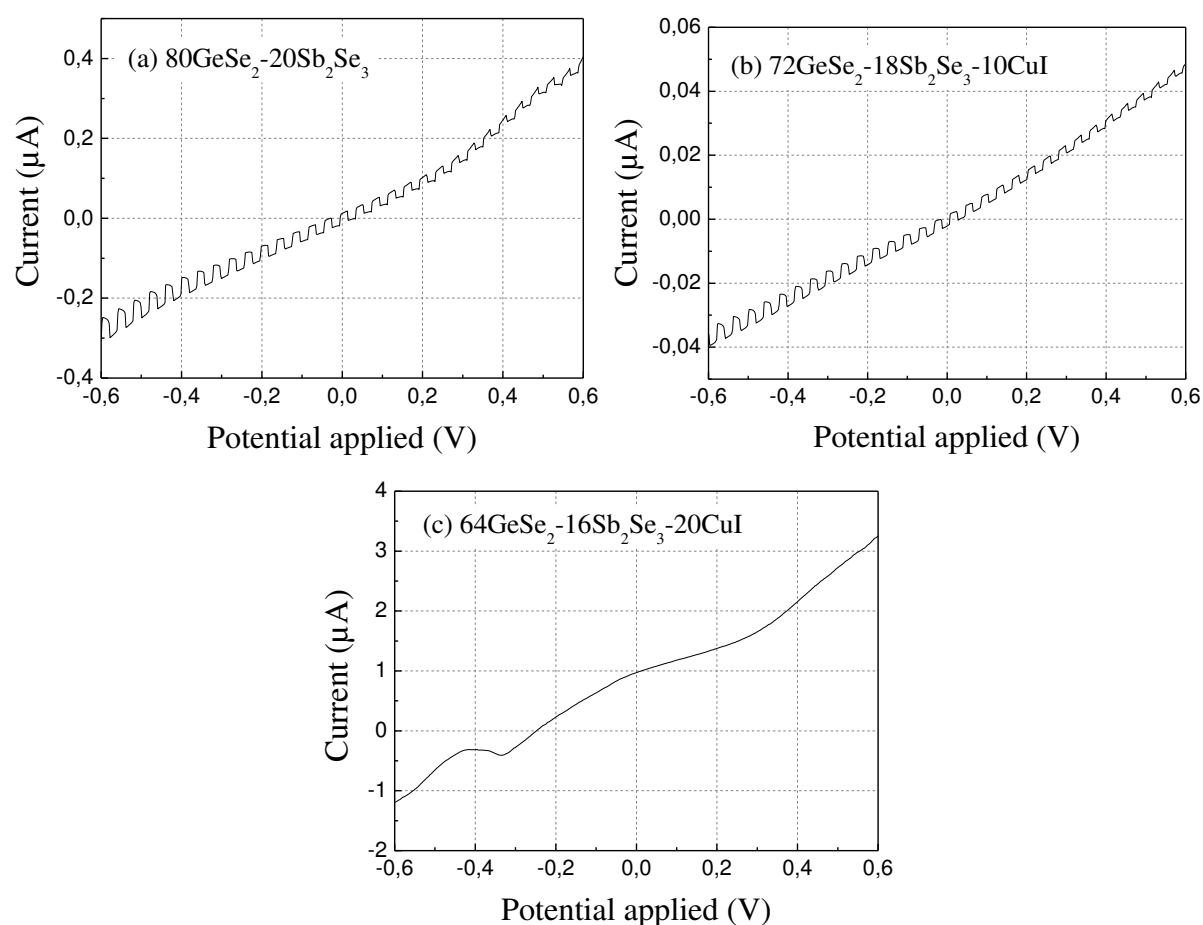 (a) 80GeSe₂-20Sb₂Se₃
0,4
0,2
0,0
-0,2
-0,4
Current (µA)
-0,6 -0,4 -0,2 0,0 0,2 0,4 0,6
Potential applied (V)
(b) 72GeSe₂-18Sb₂Se₃-10CuI
0,06
0,04
0,02
0,00
-0,02
-0,04
Current (µA)
-0,6 -0,4 -0,2 0,0 0,2 0,4 0,6
Potential applied (V)
(c) 64GeSe₂-16Sb₂Se₃-20CuI
4
3
2
1
0
-1
-2
Current (µA)
-0,6 -0,4 -0,2 0,0 0,2 0,4 0,6
Potential applied (V)